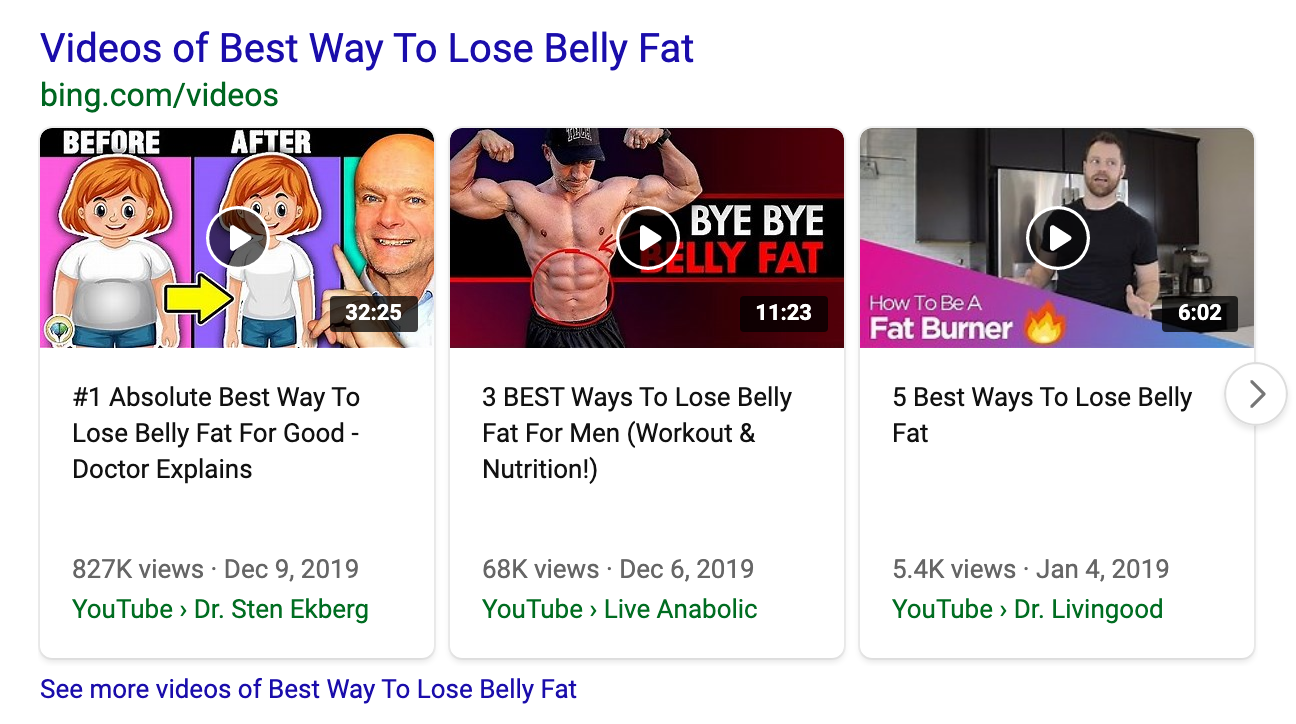 Videos of Best Way To Lose Belly Fat
bing.com/videos
BEFORE
AFTER
32:25
BYE BYE
BELLY FAT
11:23
How To Be A
Fat Burner
6:02
#1 Absolute Best Way To
Lose Belly Fat For Good -
Doctor Explains
827K views · Dec 9, 2019
YouTube › Dr. Sten Ekberg
3 BEST Ways To Lose Belly
Fat For Men (Workout &
Nutrition!)
68K views · Dec 6, 2019
YouTube › Live Anabolic
5 Best Ways To Lose Belly
Fat
5.4K views · Jan 4, 2019
YouTube › Dr. Livingood
See more videos of Best Way To Lose Belly Fat